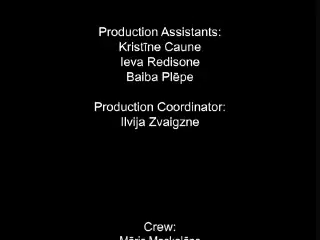 Production Assistants:
Kristīne Caune
Ieva Redisone
Baiba Plēpe
Production Coordinator:
Ilvija Zvaigzne
Crew: